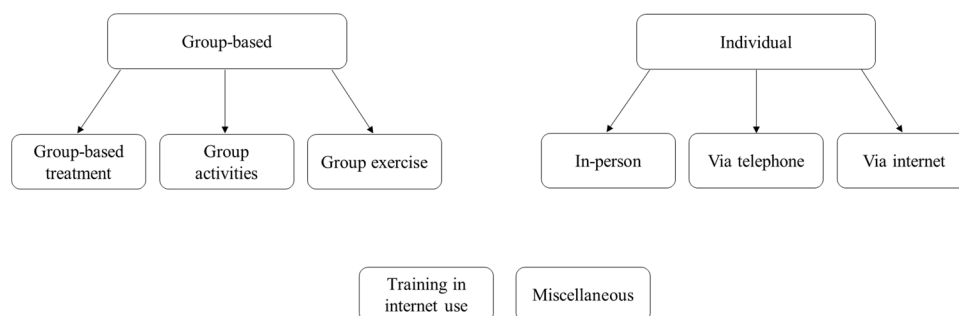 Group-based
Individual
Group-based
treatment
Group
activities
Group exercise
In-person
Via telephone
Via internet
Training in
internet use
Miscellaneous